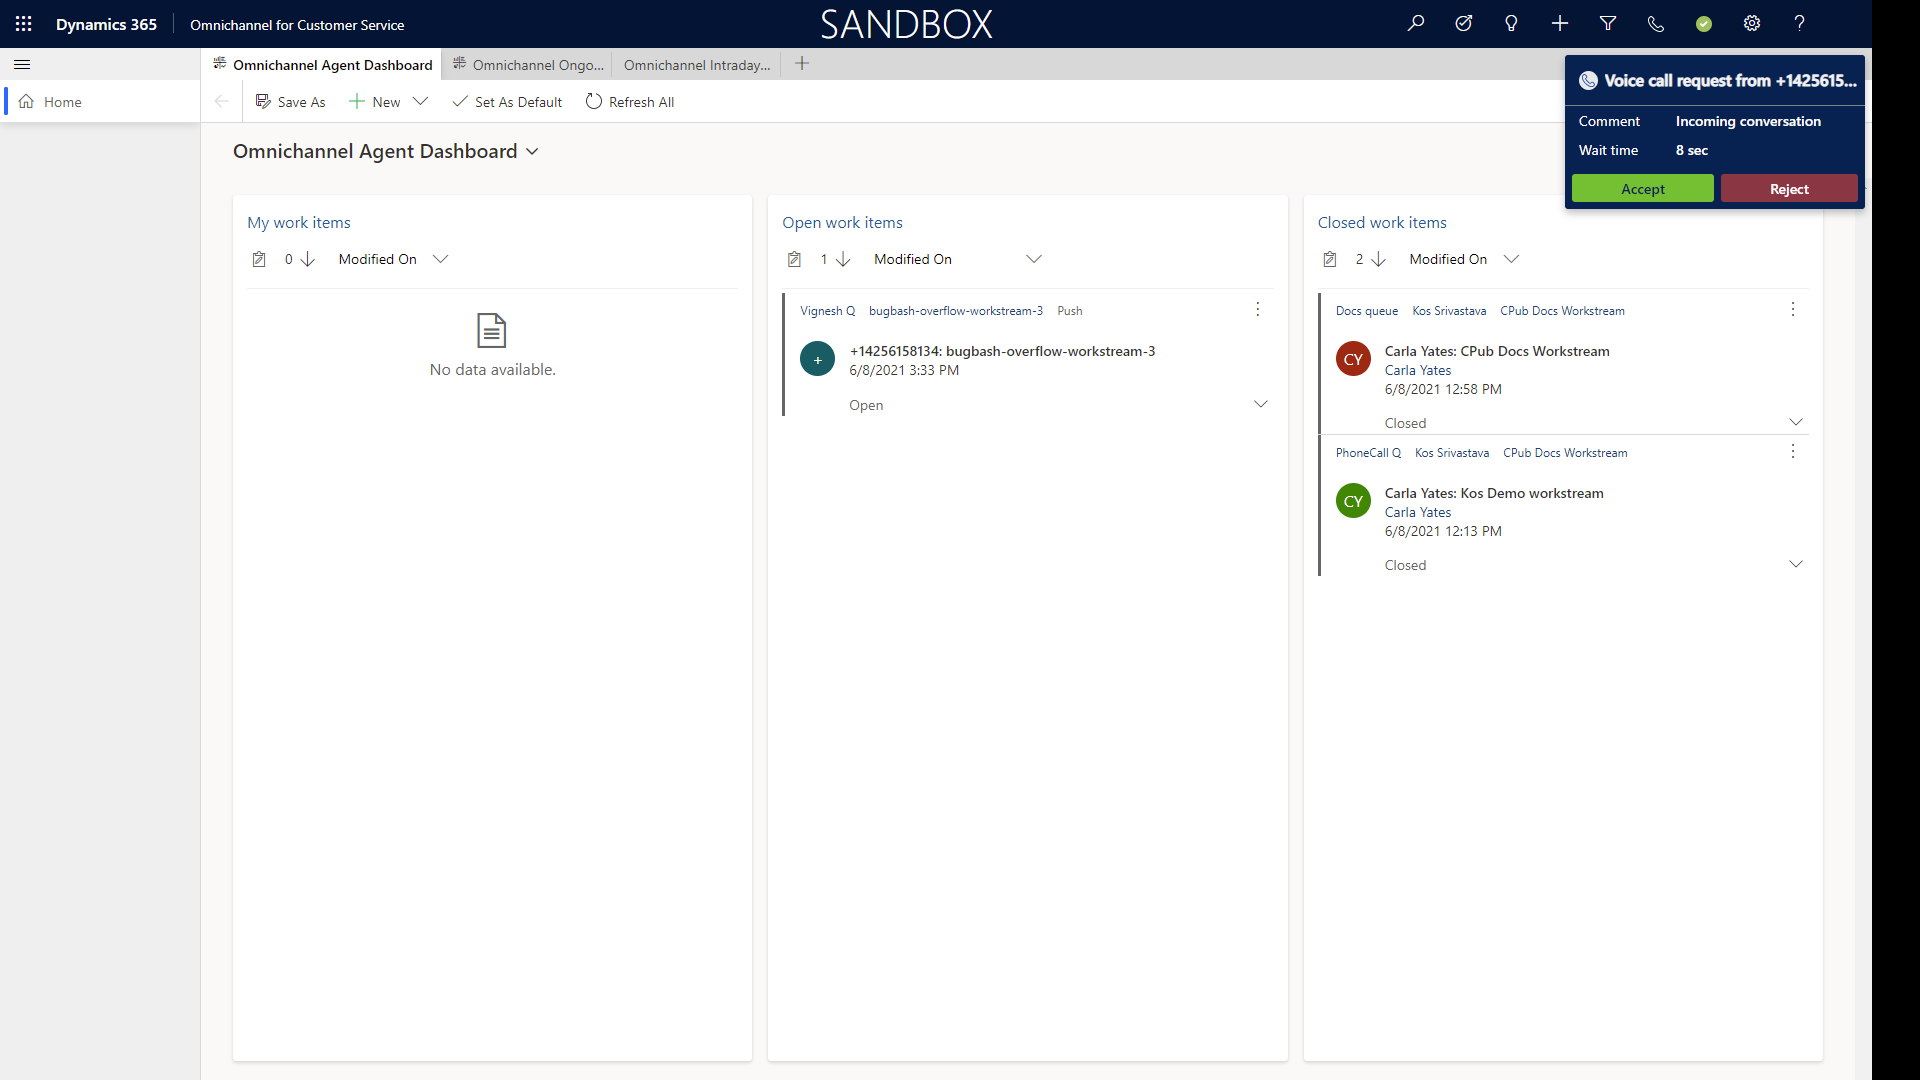 Dynamics 365
Omnichannel for Customer Service
SANDBOX
?
Omnichannel Agent Dashboard
Omnichannel Ongo...
Omnichannel Intraday...
Home
Save As
New
Set As Default
Refresh All
Voice call request from +1425615...
Comment Incoming conversation
Wait time 8 sec
Accept Reject
Omnichannel Agent Dashboard
My work items
0 Modified On
No data available.
Open work items
1 Modified On
Vignesh Q bugbash-overflow-workstream-3 Push
+
+14256158134: bugbash-overflow-workstream-3
6/8/2021 3:33 PM
Open
Closed work items
2 Modified On
Docs queue Kos Srivastava CPub Docs Workstream
CY
Carla Yates: CPub Docs Workstream
Carla Yates
6/8/2021 12:58 PM
Closed
PhoneCall Q Kos Srivastava CPub Docs Workstream
CY
Carla Yates: Kos Demo workstream
Carla Yates
6/8/2021 12:13 PM
Closed